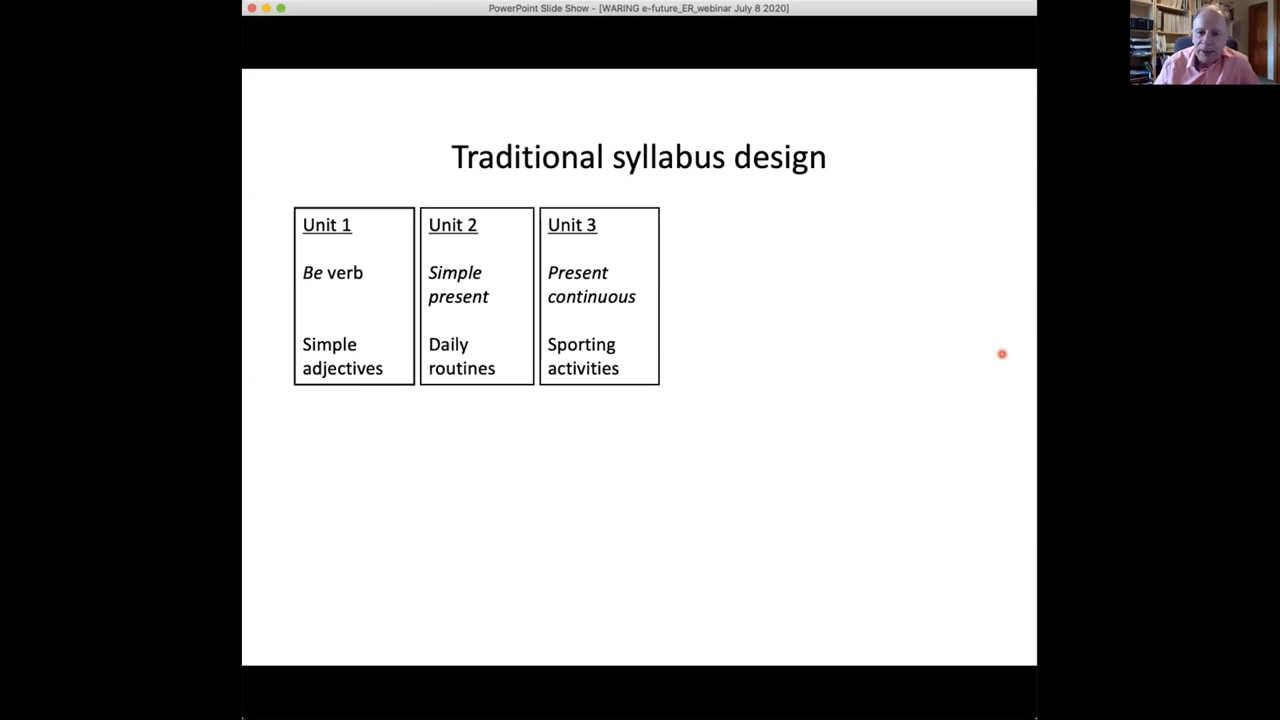 PowerPoint Slide Show - [WARING e-future_ER_webinar July 8 2020]
Traditional syllabus design
Unit 1
Be verb
Simple
adjectives
Unit 2
Simple
present
Daily
routines
Unit 3
Present
continuous
Sporting
activities